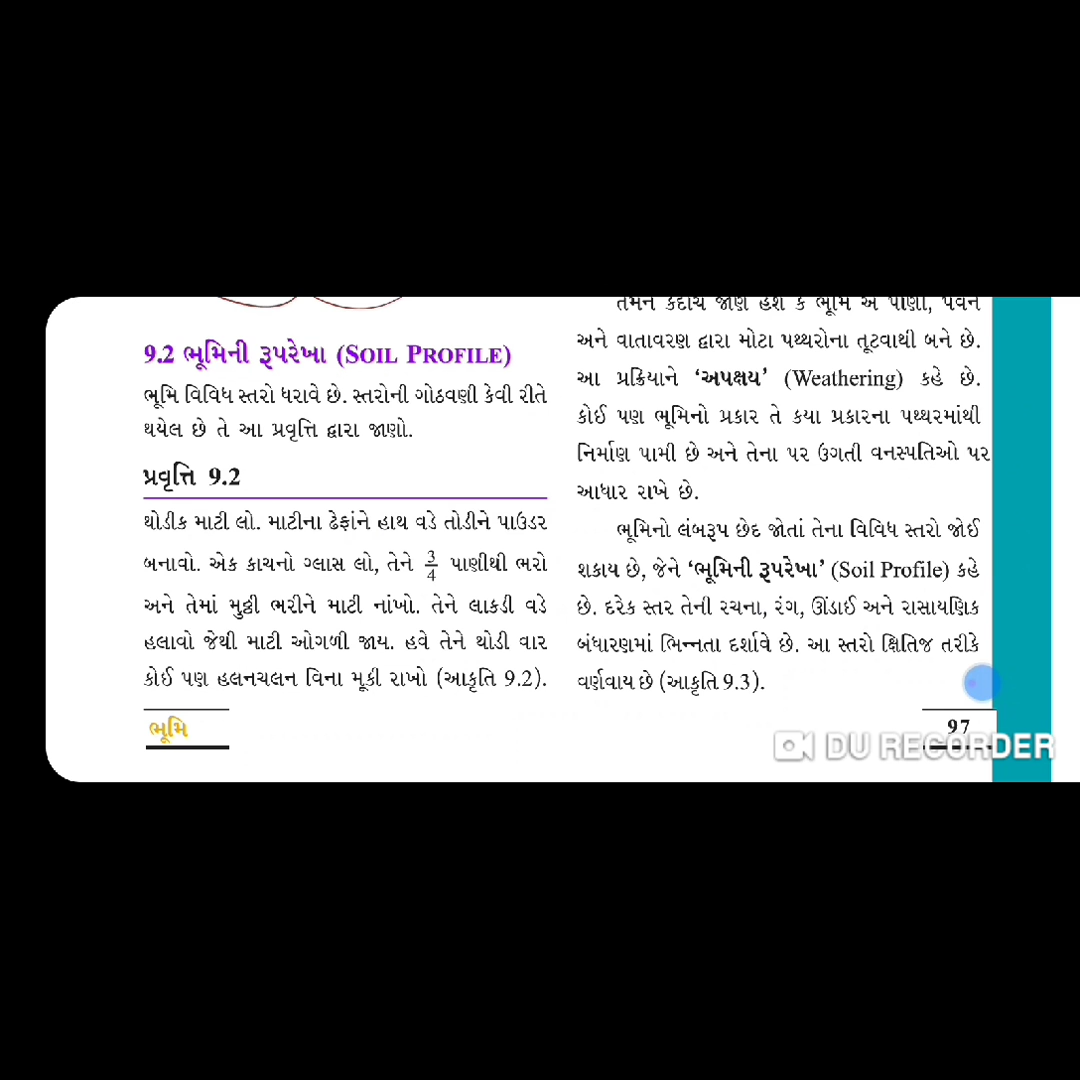 9.2 ભૂમિની રૂપરેખા (SOIL PROFILE)
ભૂમિ વિવિધ સ્તરો ધરાવે છે. સ્તરોની ગોઠવણી કેવી રીતે
થયેલ છે તે આ પ્રવૃત્તિ દ્વારા જાણો.
પ્રવૃત્તિ 9.2
થોડીક માટી લો. માટીના ઢેફાંને હાથ વડે તોડીને પાઉડર
બનાવો. એક કાચનો ગ્લાસ લો, તેને 3/4 પાણીથી ભરો
અને તેમાં મુઠ્ઠી ભરીને માટી નાંખો. તેને લાકડી વડે
હલાવો જેથી માટી ઓગળી જાય. હવે તેને થોડી વાર
કોઈ પણ હલનચલન વિના મૂકી રાખો (આકૃતિ 9.2).
ભૂમિ
તમને કદાચ જાણ હશે કે ભૂમિ એ પાણી, પવન
અને વાતાવરણ દ્વારા મોટા પથ્થરોના તૂટવાથી બને છે.
આ પ્રક્રિયાને ‘અપક્ષય’ (Weathering) કહે છે.
કોઈ પણ ભૂમિનો પ્રકાર તે કયા પ્રકારના પથ્થરમાંથી
નિર્માણ પામી છે અને તેના પર ઉગતી વનસ્પતિઓ પર
આધાર રાખે છે.
ભૂમિનો લંબરૂપ છેદ જોતાં તેના વિવિધ સ્તરો જોઈ
શકાય છે, જેને ‘ભૂમિની રૂપરેખા’ (Soil Profile) કહે
છે. દરેક સ્તર તેની રચના, રંગ, ઊંડાઈ અને રાસાયણિક
બંધારણમાં ભિન્નતા દર્શાવે છે. આ સ્તરો ક્ષિતિજ તરીકે
વર્ણવાય છે (આકૃતિ 9.3).
97
DU RECORDER